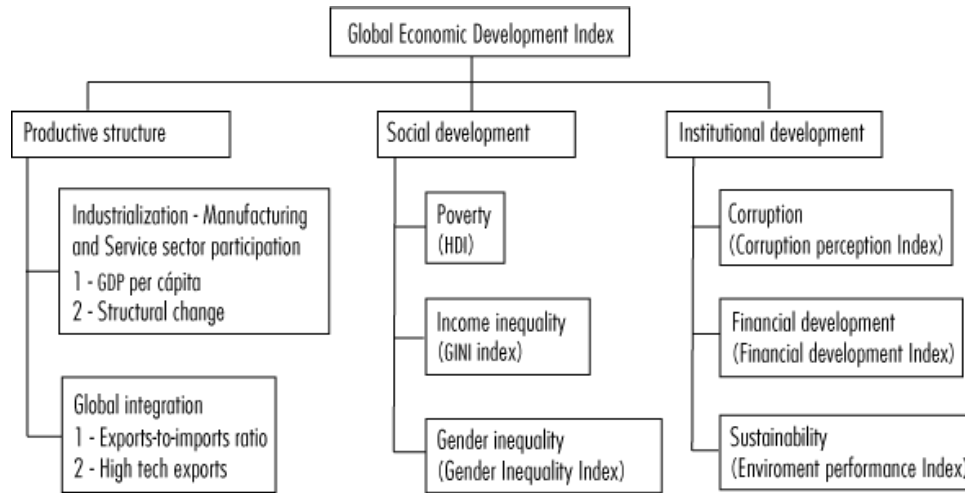 Global Economic Development Index
Productive structure
Industrialization - Manufacturing
and Service sector participation
1 - GDP per cápita
2 - Structural change
Global integration
1 - Exports-to-imports ratio
2 - High tech exports
Social development
Poverty
(HDI)
Income inequality
(GINI index)
Gender inequality
(Gender Inequality Index)
Institutional development
Corruption
(Corruption perception Index)
Financial development
(Financial development Index)
Sustainability
(Enviroment performance Index)